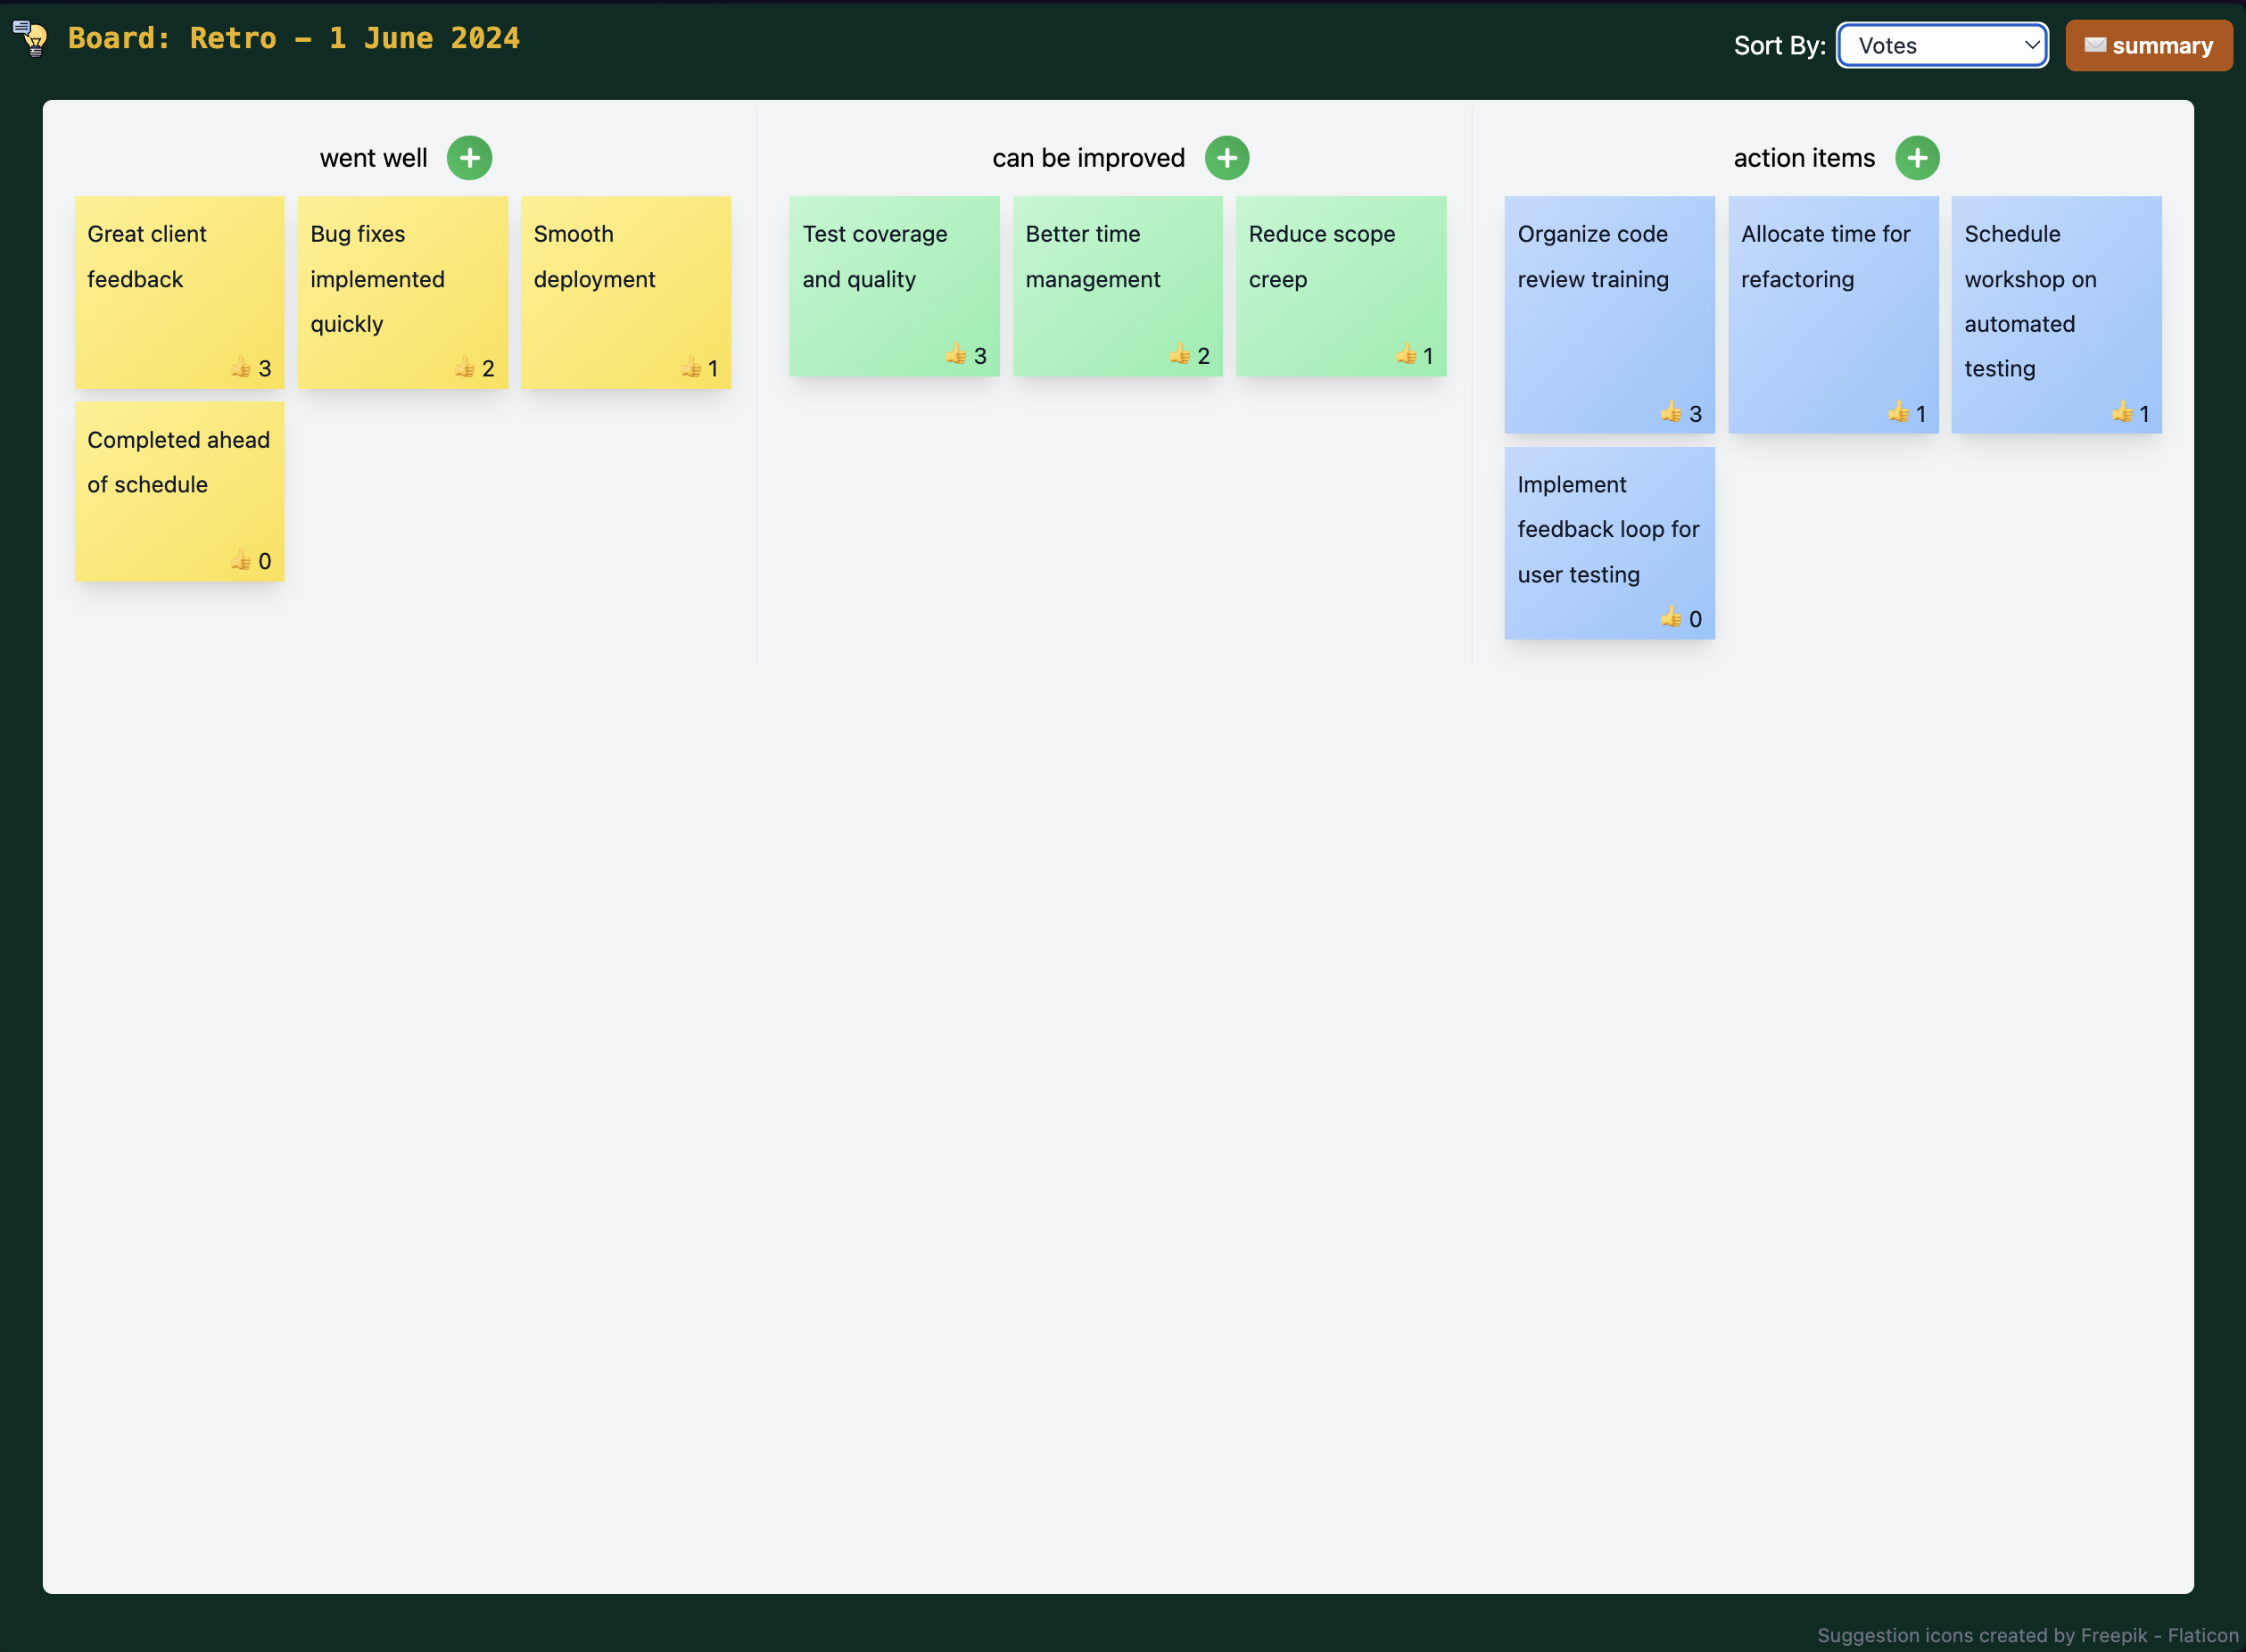 Board: Retro – 1 June 2024
Sort By: Votes
summary
went well
Great client
feedback
3
Bug fixes
implemented
quickly
2
Smooth
deployment
1
Completed ahead
of schedule
0
can be improved
Test coverage
and quality
3
Better time
management
2
Reduce scope
creep
1
action items
Organize code
review training
3
Allocate time for
refactoring
1
Schedule
workshop on
automated
testing
1
Implement
feedback loop for
user testing
0
Suggestion icons created by Freepik - Flaticon